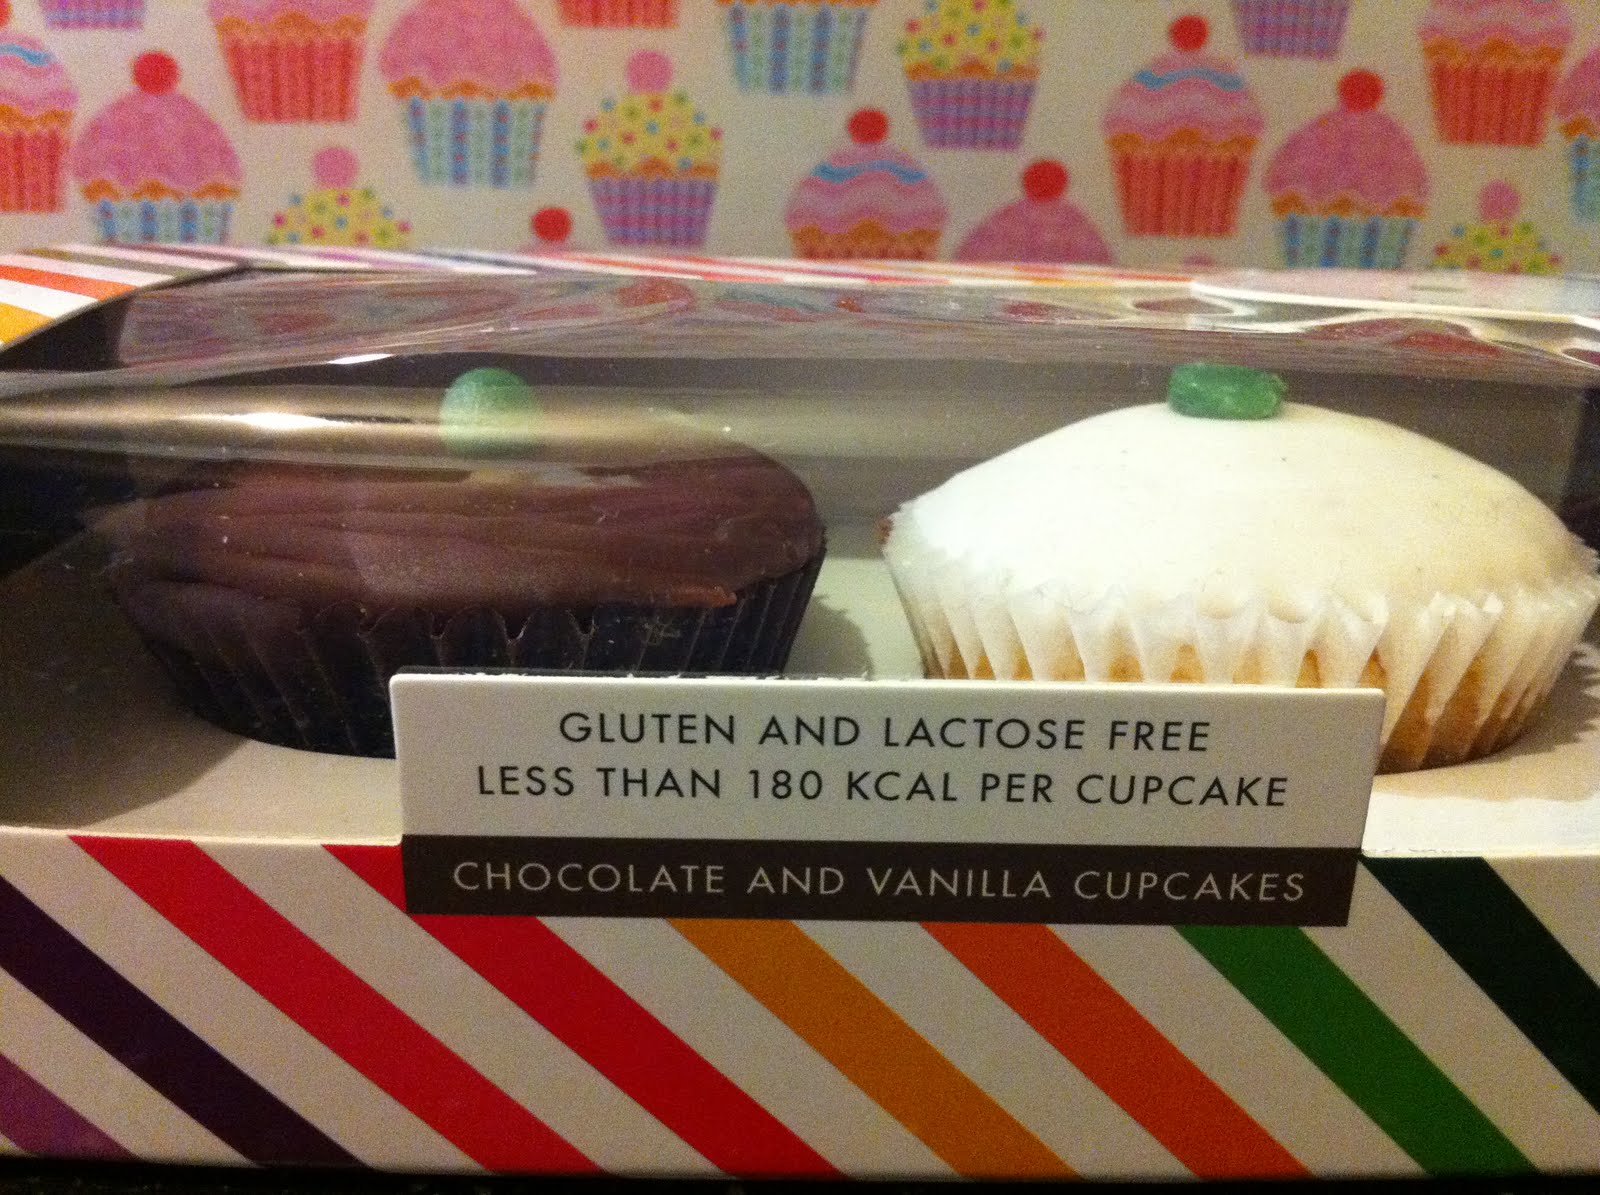 GLUTEN AND LACTOSE FREE
LESS THAN 180 KCAL PER CUPCAKE
CHOCOLATE AND VANILLA CUPCAKES